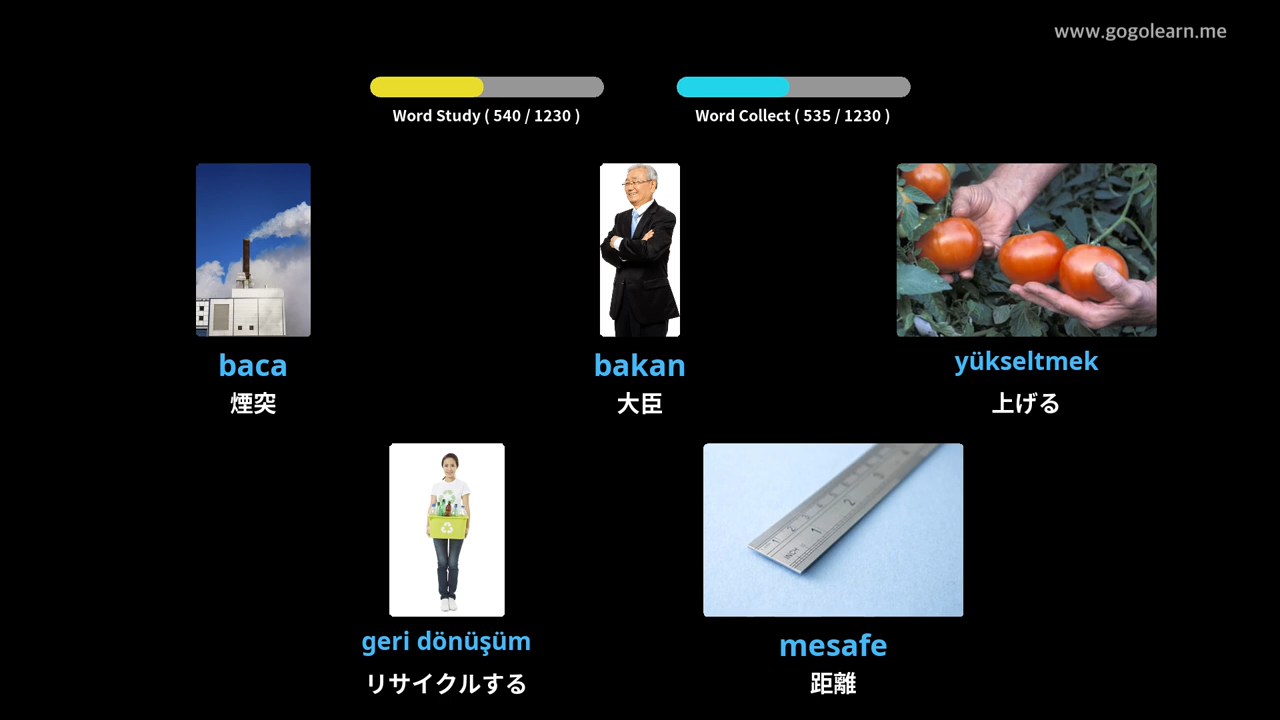 www.gogolearn.me
Word Study ( 540 / 1230 )
Word Collect ( 535 / 1230 )
baca
煙突
bakan
大臣
yükseltmek
上げる
geri dönüşüm
リサイクルする
mesafe
距離